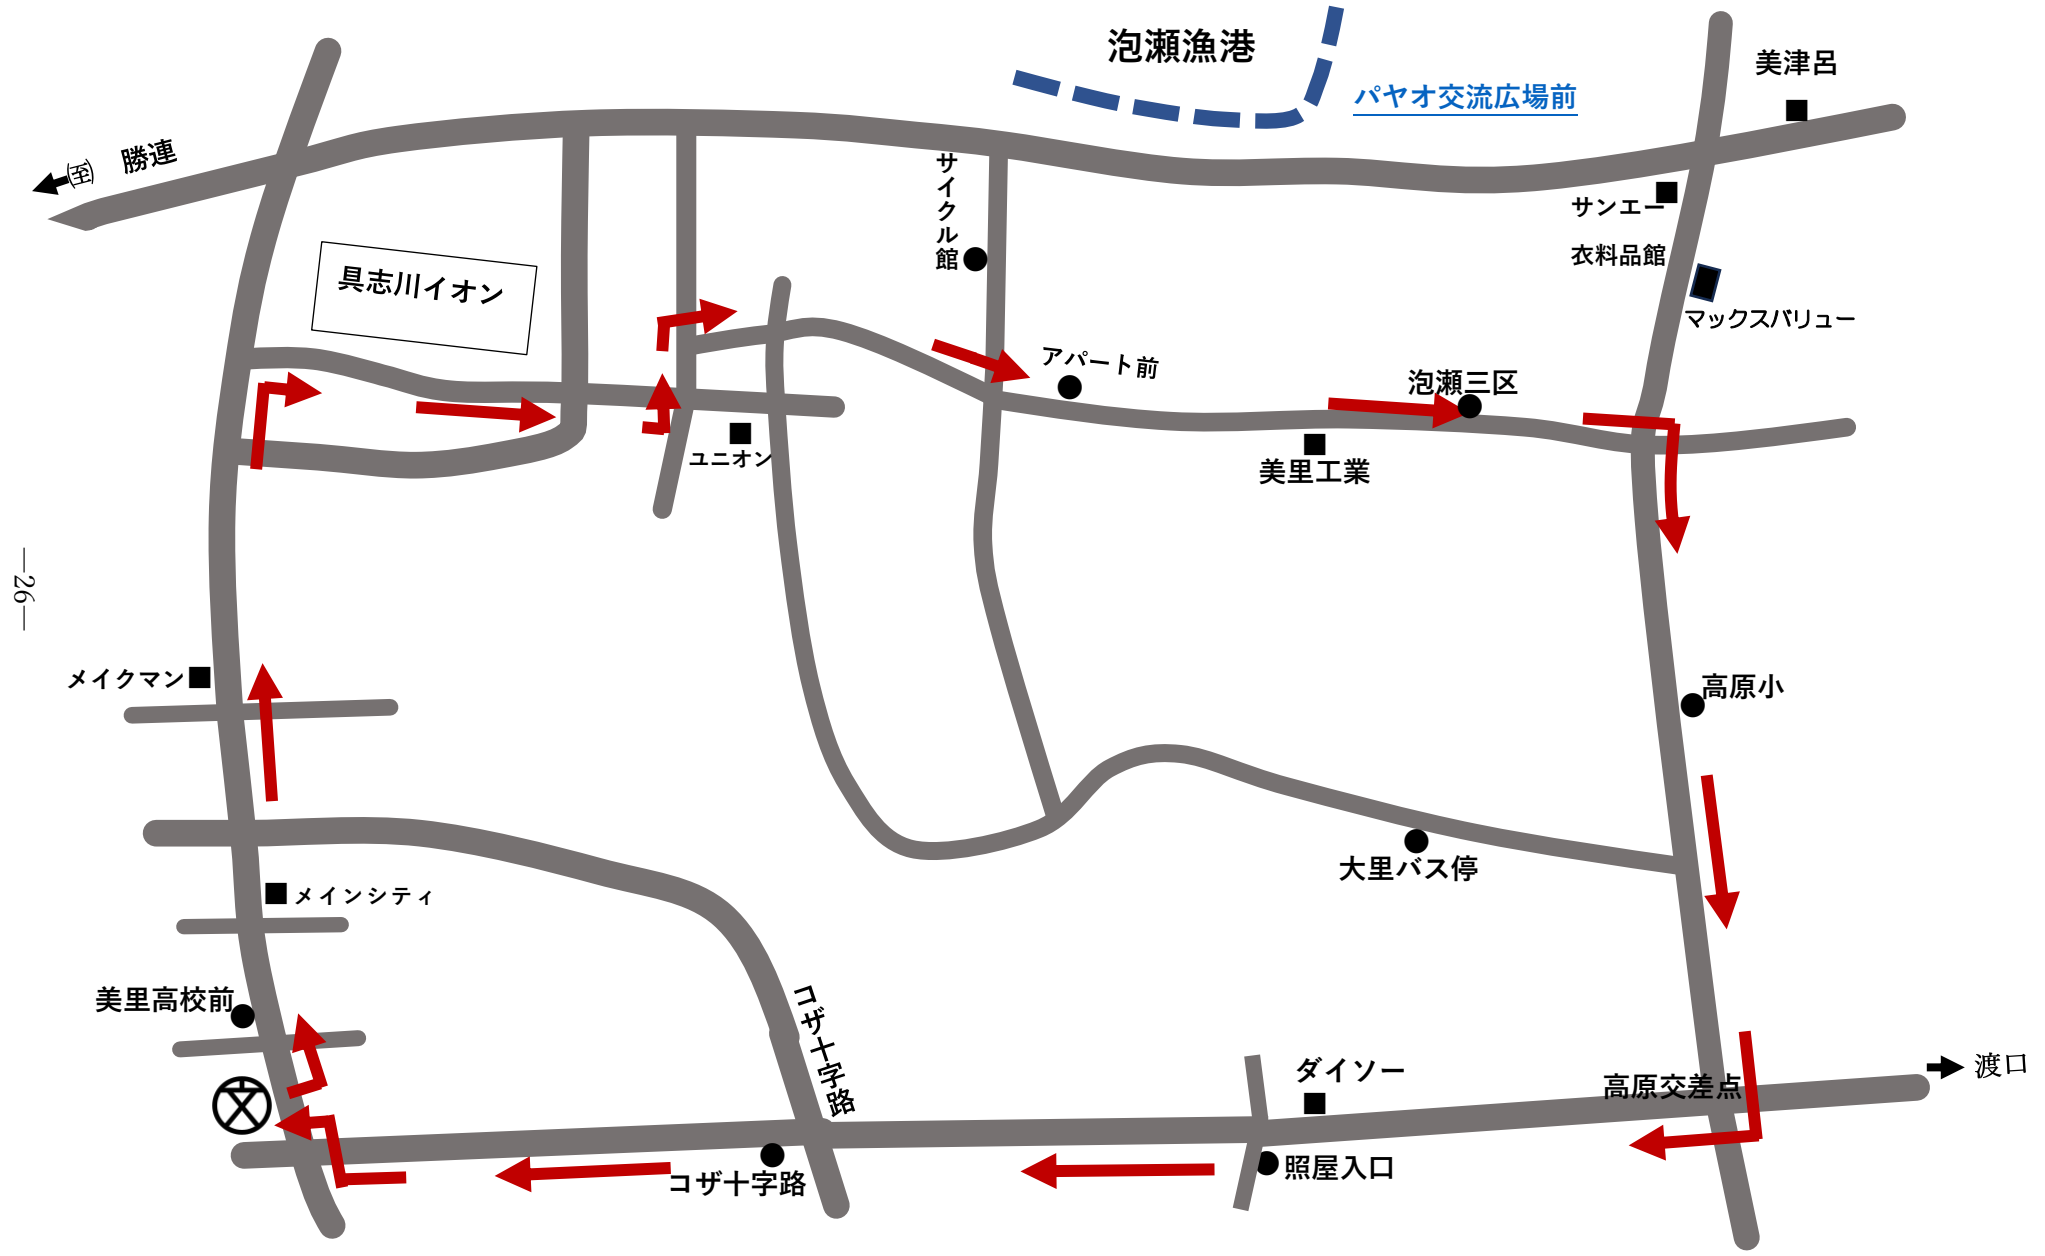 泡瀬漁港
美津呂
パヤオ交流広場前
㊧ 勝連
サイクル館
サンエー
衣料品館
具志川イオン
マックスバリュー
アパート前
泡瀬三区
ユニオン
美里工業
―26―
メイクマン
高原小
大里バス停
メインシティ
美里高校前
コザ十字路
ダイソー
渡口
高原交差点
文
コザ十字路
照屋入口